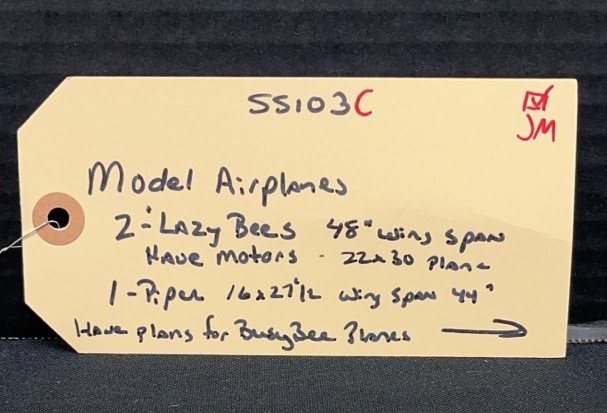 SS103C
JM
Model Airplanes
2-Lazy Bees 48" wing span
Have motors - 22x30 plane
1-Piper 16x27½ wing span 44"
Have plans for BusyBee Planes →